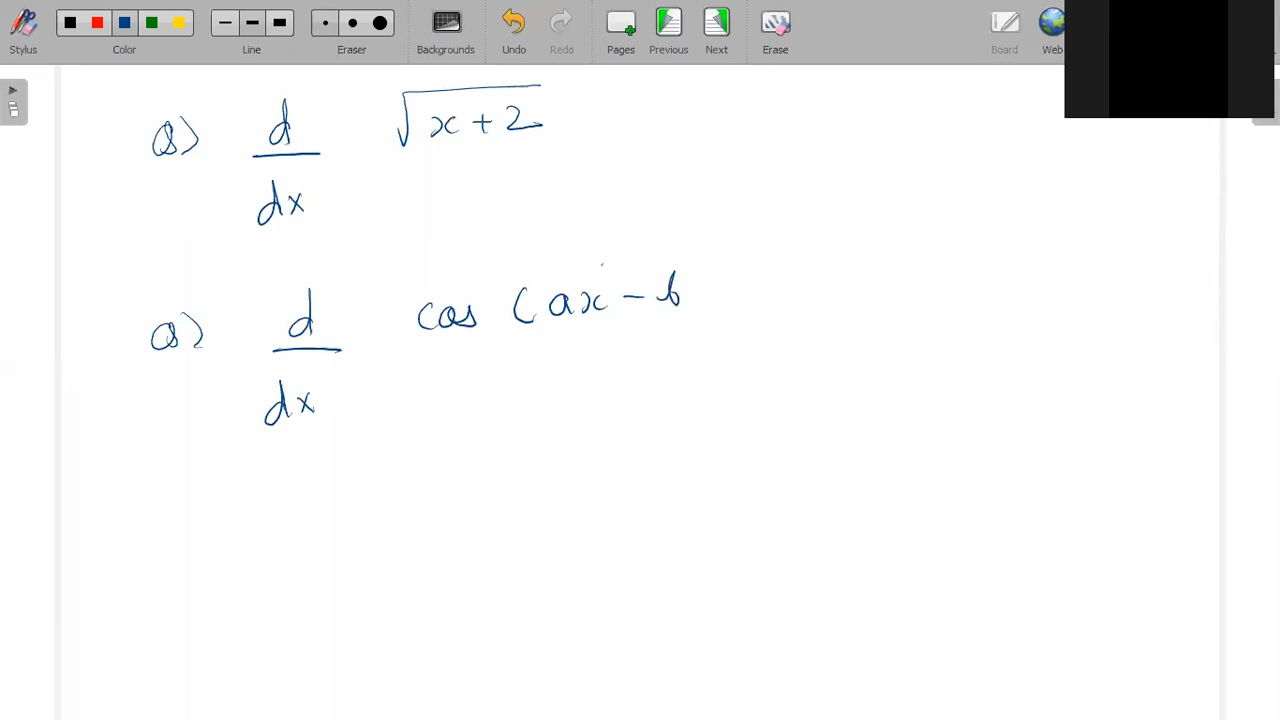 Stylus Color Line Eraser Backgrounds Undo Redo Pages Previous Next Erase Board Web
Q) d/dx √(x+2)
Q) d/dx cos (ax - b